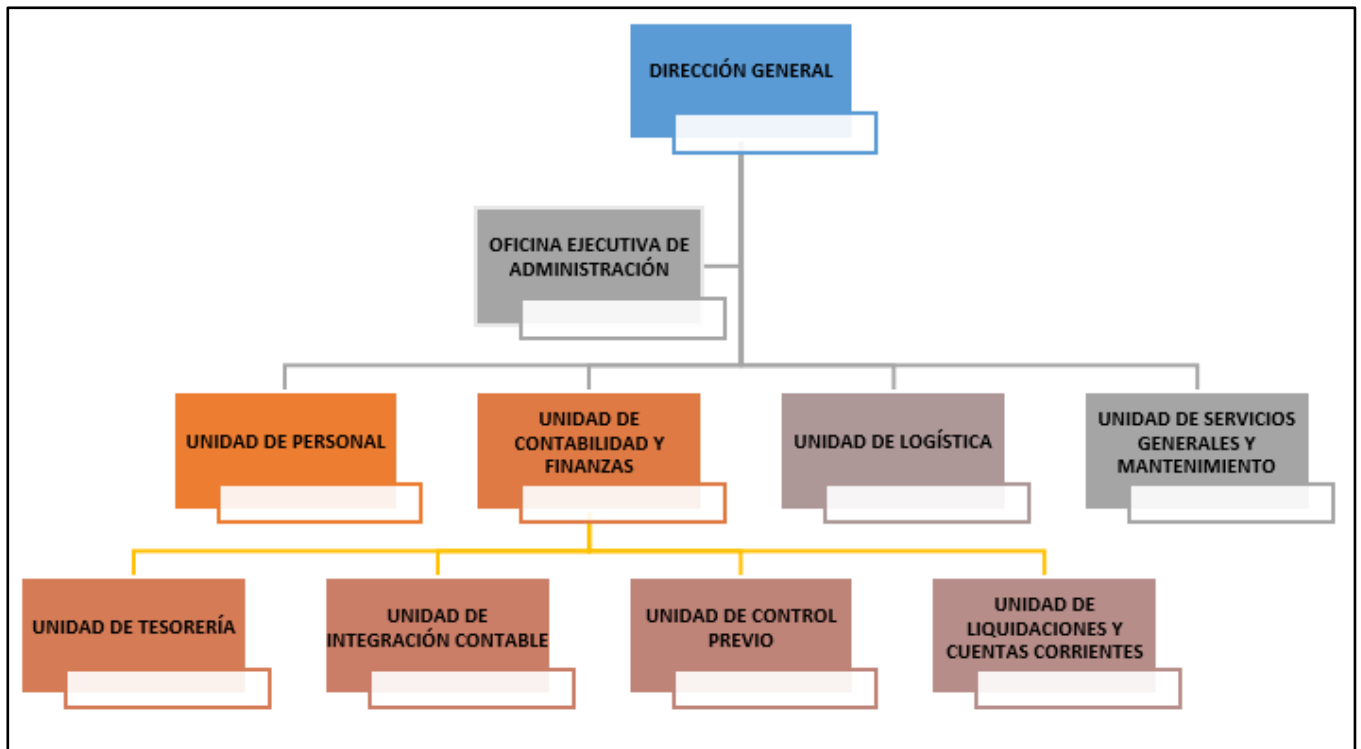 DIRECCIÓN GENERAL
OFICINA EJECUTIVA DE
ADMINISTRACIÓN
UNIDAD DE PERSONAL
UNIDAD DE
CONTABILIDAD Y
FINANZAS
UNIDAD DE LOGÍSTICA
UNIDAD DE SERVICIOS
GENERALES Y
MANTENIMIENTO
UNIDAD DE TESORERÍA
UNIDAD DE
INTEGRACIÓN CONTABLE
UNIDAD DE CONTROL
PREVIO
UNIDAD DE
LIQUIDACIONES Y
CUENTAS CORRIENTES